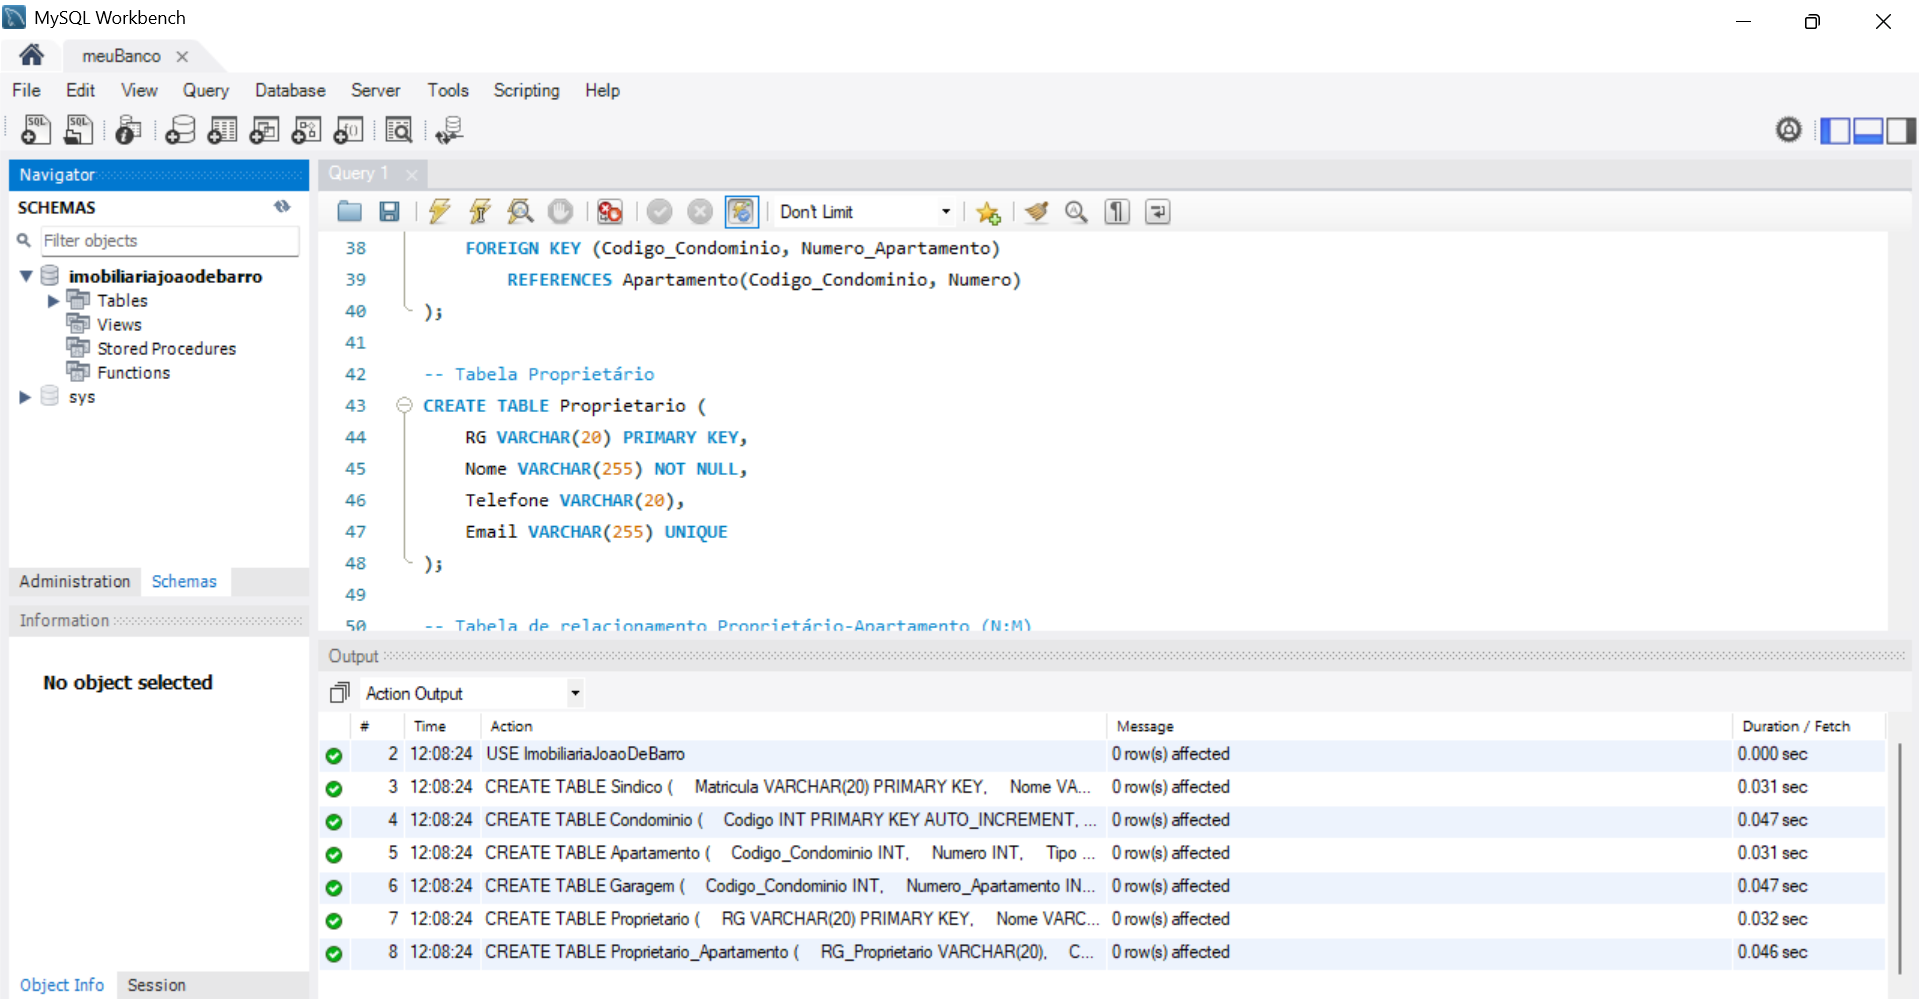 MySQL Workbench
meuBanco
File Edit View Query Database Server Tools Scripting Help
Navigator
SCHEMAS
Filter objects
imobiliariajoaodebarro
Tables
Views
Stored Procedures
Functions
sys
Administration Schemas
Information
No object selected
Object Info Session
Query 1
Don't Limit
38 FOREIGN KEY (Codigo_Condominio, Numero_Apartamento)
39 REFERENCES Apartamento(Codigo_Condominio, Numero)
40 );
41
42 -- Tabela Proprietário
43 CREATE TABLE Proprietario (
44 RG VARCHAR(20) PRIMARY KEY,
45 Nome VARCHAR(255) NOT NULL,
46 Telefone VARCHAR(20),
47 Email VARCHAR(255) UNIQUE
48 );
49
50 -- Tabela de relacionamento Proprietário-Apartamento (N:M)
Output
Action Output
# Time Action Message Duration / Fetch
2 12:08:24 USE ImobiliariaJoaoDeBarro 0 row(s) affected 0.000 sec
3 12:08:24 CREATE TABLE Sindico ( Matricula VARCHAR(20) PRIMARY KEY, Nome VA... 0 row(s) affected 0.031 sec
4 12:08:24 CREATE TABLE Condominio ( Codigo INT PRIMARY KEY AUTO_INCREMENT, ... 0 row(s) affected 0.047 sec
5 12:08:24 CREATE TABLE Apartamento ( Codigo_Condominio INT, Numero INT, Tipo ... 0 row(s) affected 0.031 sec
6 12:08:24 CREATE TABLE Garagem ( Codigo_Condominio INT, Numero_Apartamento IN... 0 row(s) affected 0.047 sec
7 12:08:24 CREATE TABLE Proprietario ( RG VARCHAR(20) PRIMARY KEY, Nome VARC... 0 row(s) affected 0.032 sec
8 12:08:24 CREATE TABLE Proprietario_Apartamento ( RG_Proprietario VARCHAR(20), C... 0 row(s) affected 0.046 sec